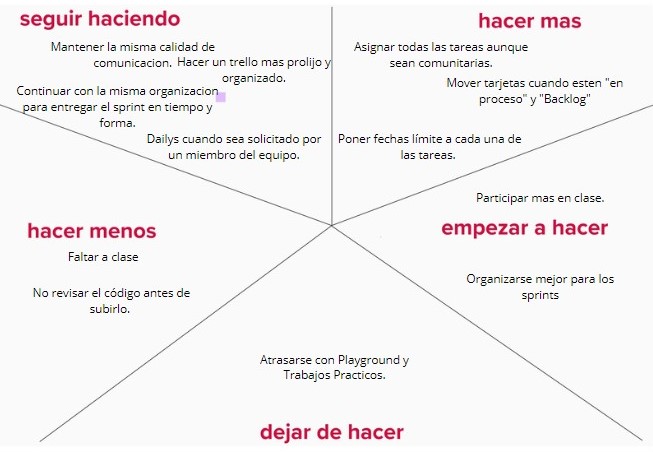 seguir haciendo
Mantener la misma calidad de
comunicacion.
Hacer un trello mas prolijo y
organizado.
Continuar con la misma organizacion
para entregar el sprint en tiempo y
forma.
Dailys cuando sea solicitado por
un miembro del equipo.
hacer mas
Asignar todas las tareas aunque
sean comunitarias.
Mover tarjetas cuando esten "en
proceso" y "Backlog"
Poner fechas límite a cada una de
las tareas.
Participar mas en clase.
empezar a hacer
Organizarse mejor para los
sprints
hacer menos
Faltar a clase
No revisar el código antes de
subirlo.
Atrasarse con Playground y
Trabajos Practicos.
dejar de hacer